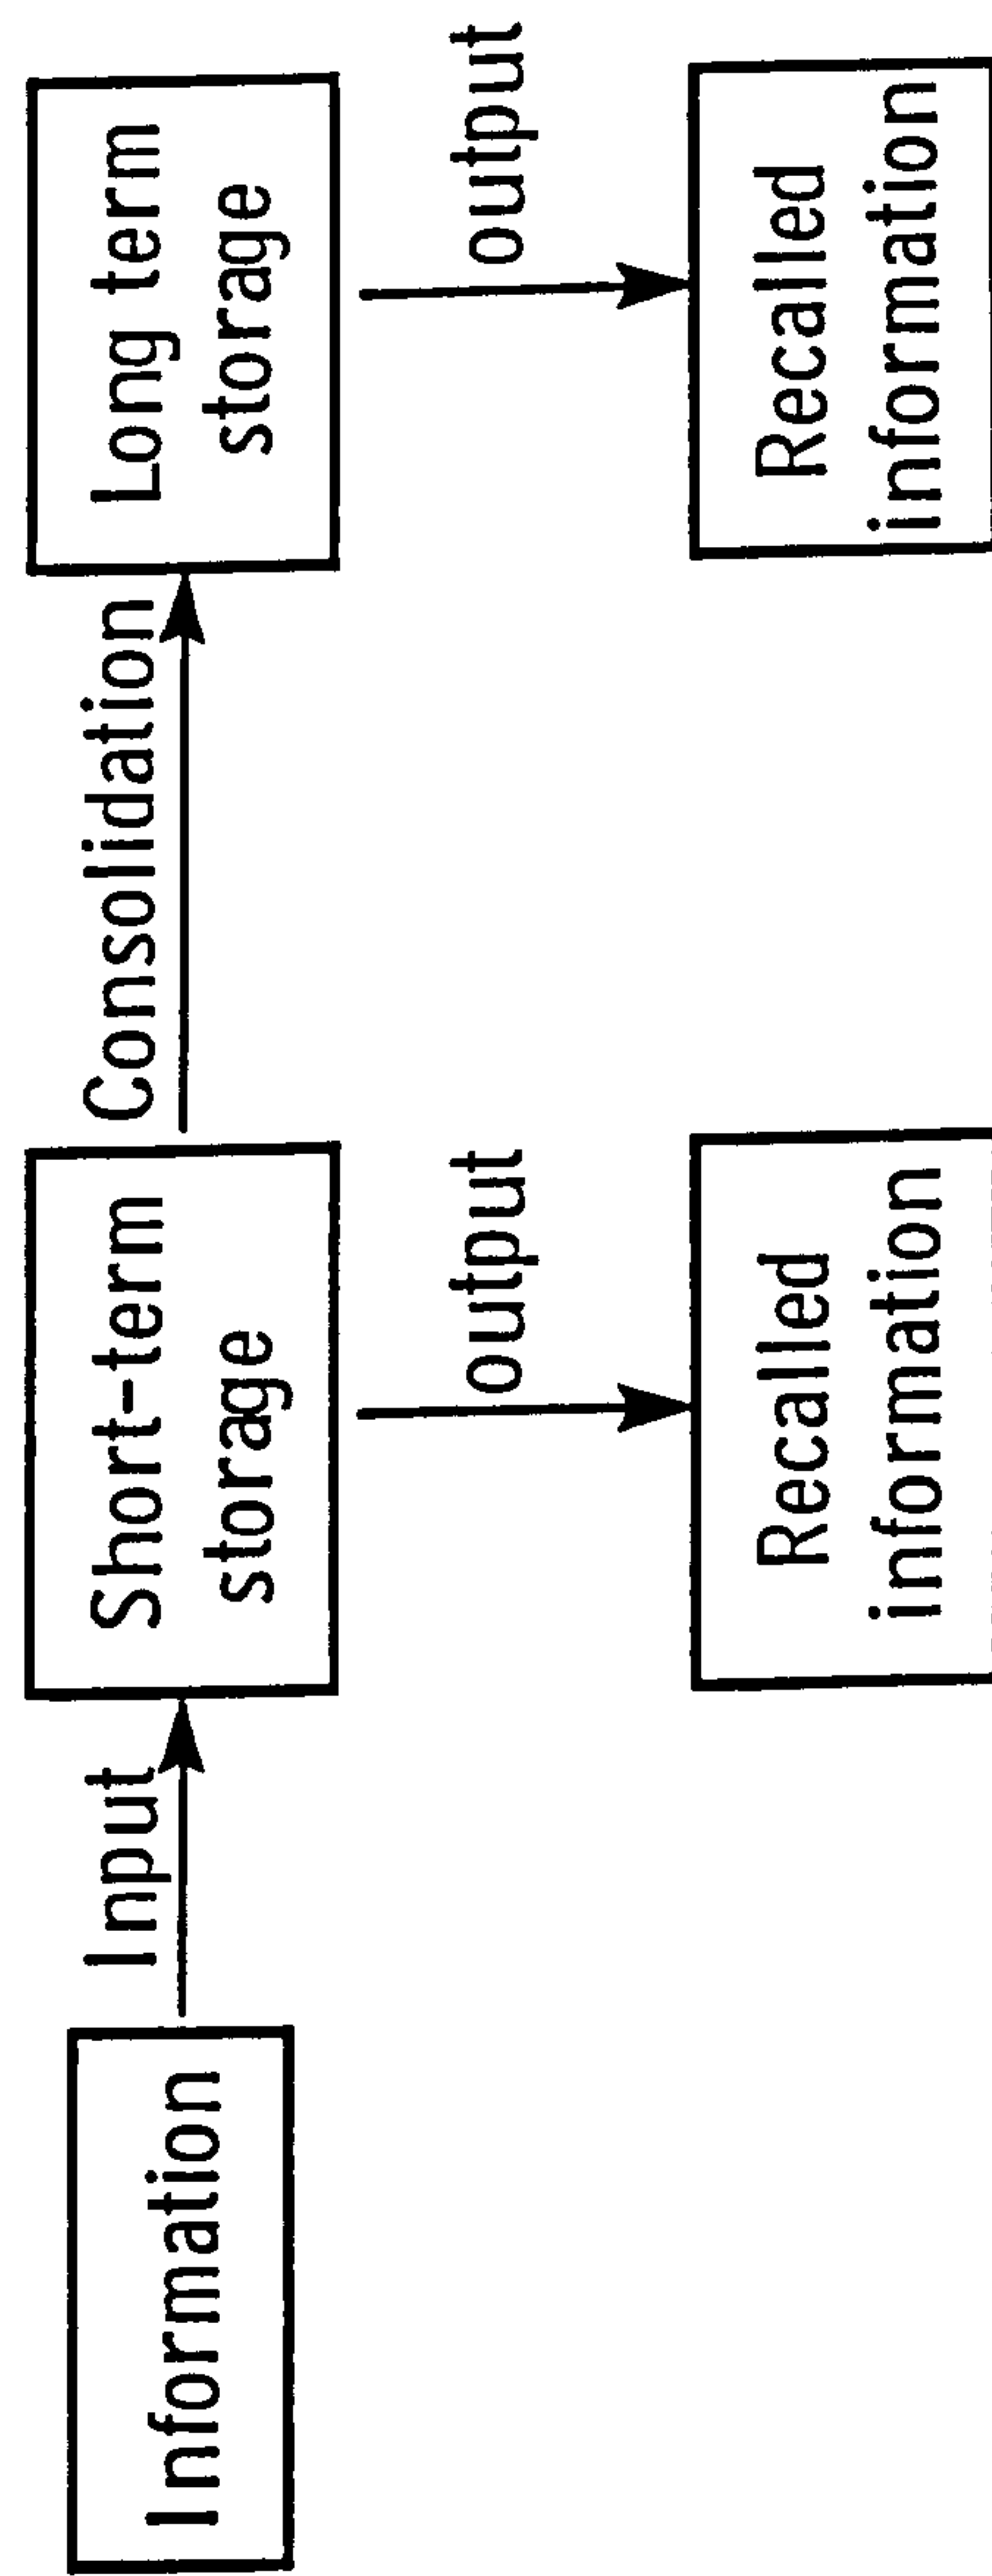 Information
Input
Short-term
storage
Consolidation
Long term
storage
output
output
Recalled
information
Recalled
information